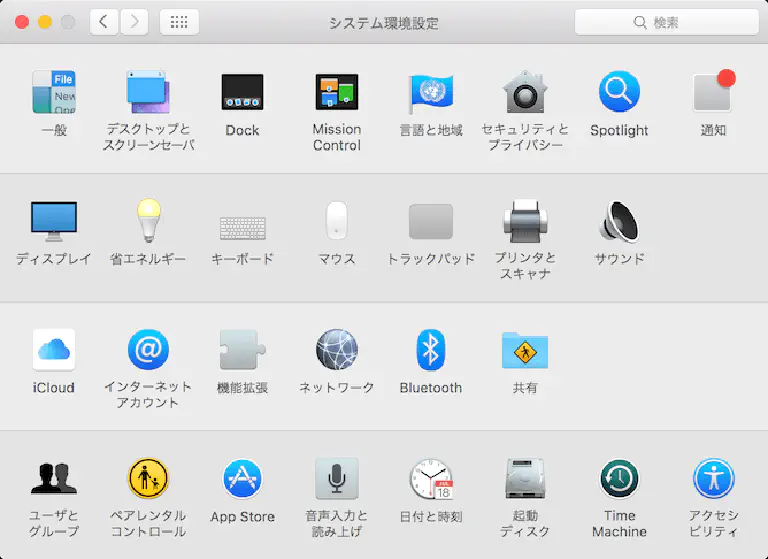 システム環境設定
検索
File
New
Ope
一般
デスクトップと
スクリーンセーバ
Dock
Mission
Control
言語と地域
セキュリティと
プライバシー
Spotlight
通知
ディスプレイ
省エネルギー
キーボード
マウス
トラックパッド
プリンタと
スキャナ
サウンド
iCloud
@
インターネット
アカウント
機能拡張
ネットワーク
Bluetooth
共有
ユーザと
グループ
ペアレンタル
コントロール
App Store
音声入力と
読み上げ
JUL
18
日付と時刻
起動
ディスク
Time
Machine
アクセシ
ビリティ